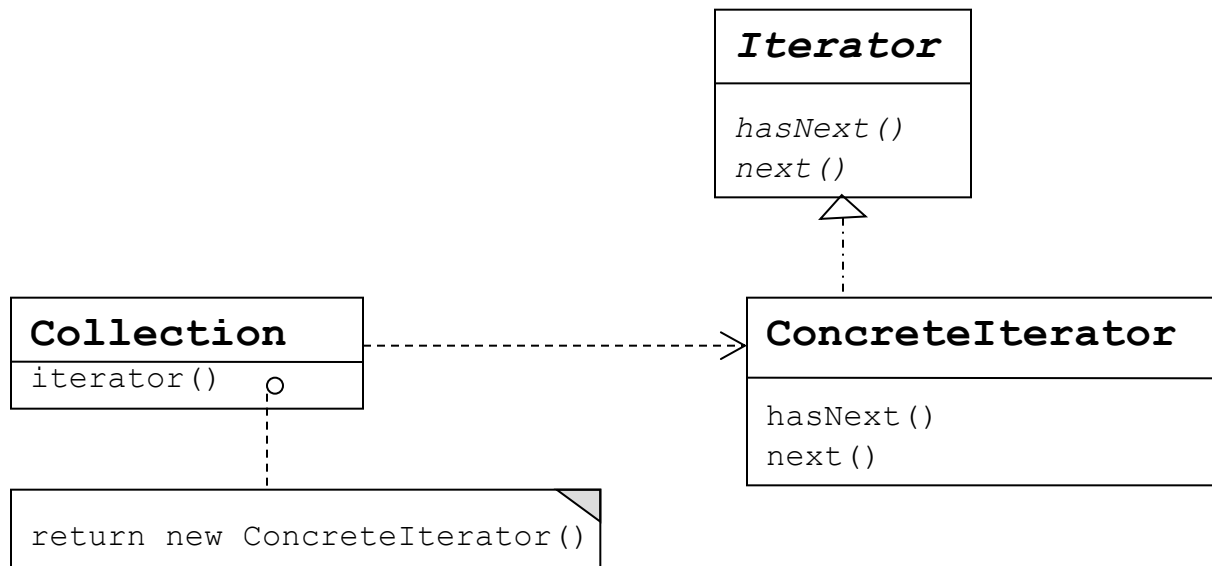 Iterator
hasNext()
next()
Collection
iterator()
ConcreteIterator
hasNext()
next()
return new ConcreteIterator()